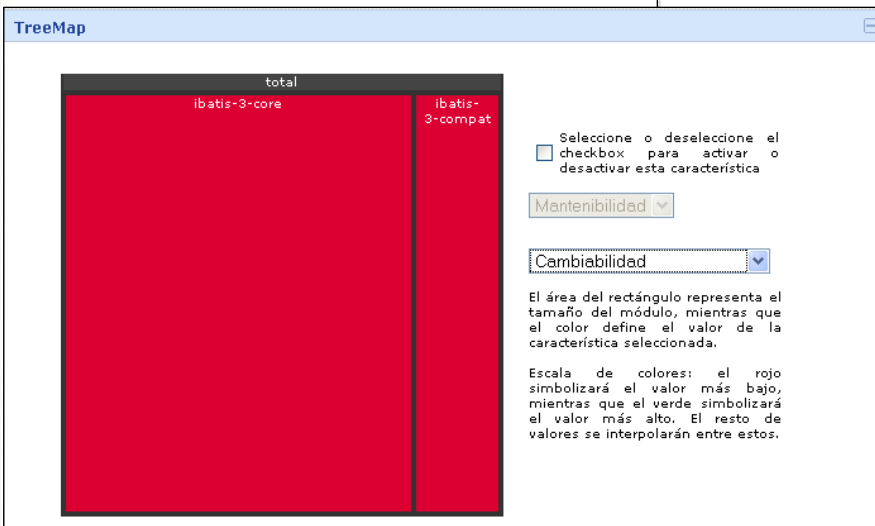 TreeMap
total
ibatis-3-core
ibatis-
3-compat
Seleccione o deseleccione el
checkbox para activar o
desactivar esta característica
Mantenibilidad
Cambiabilidad
El área del rectángulo representa el
tamaño del módulo, mientras que
el color define el valor de la
característica seleccionada.
Escala de colores: el rojo
simbolizará el valor más bajo,
mientras que el verde simbolizará
el valor más alto. El resto de
valores se interpolarán entre estos.